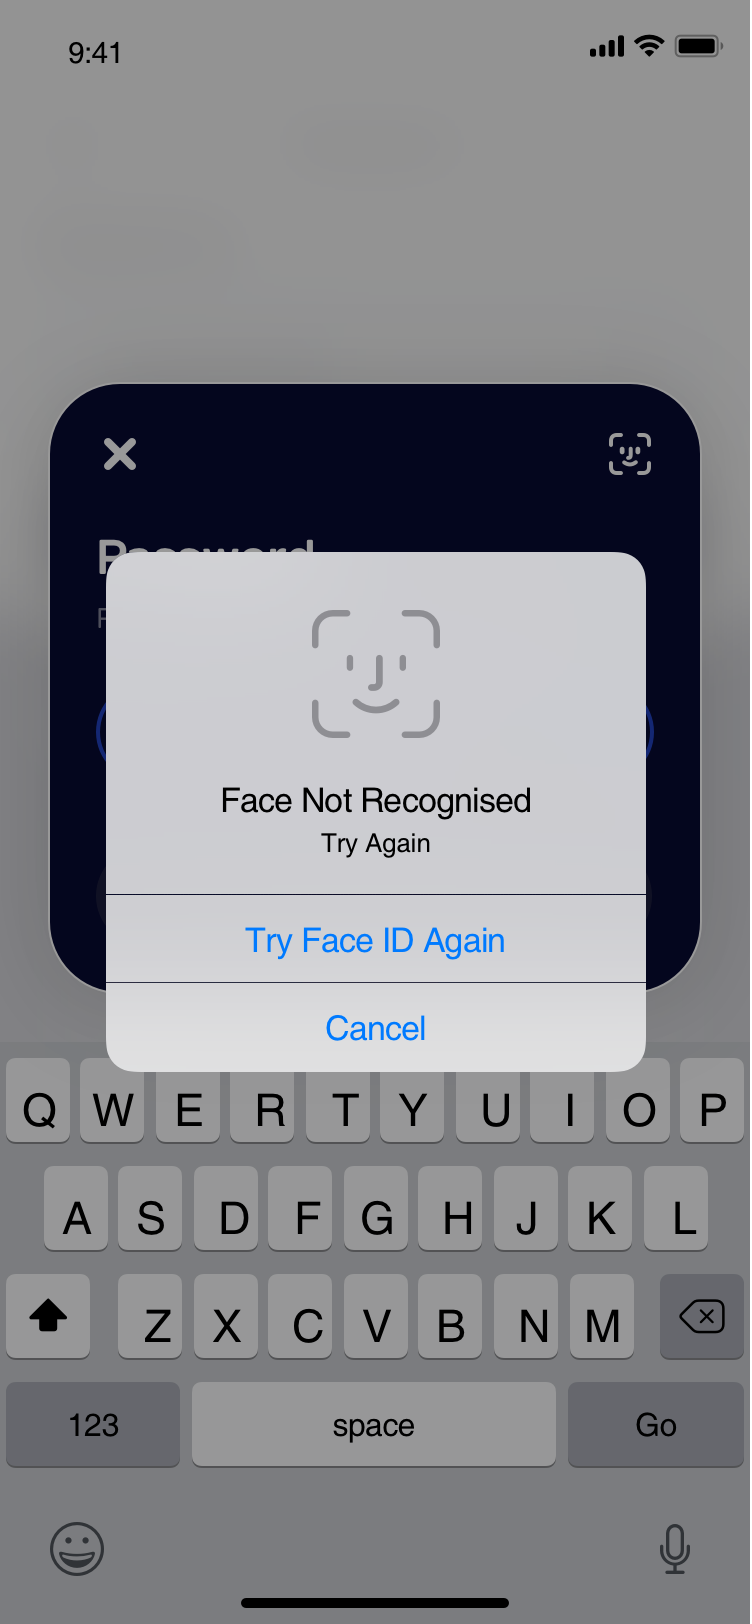 9:41
Password
Face Not Recognised
Try Again
Try Face ID Again
Cancel
Q W E R T Y U I O P
A S D F G H J K L
Z X C V B N M
123 space Go